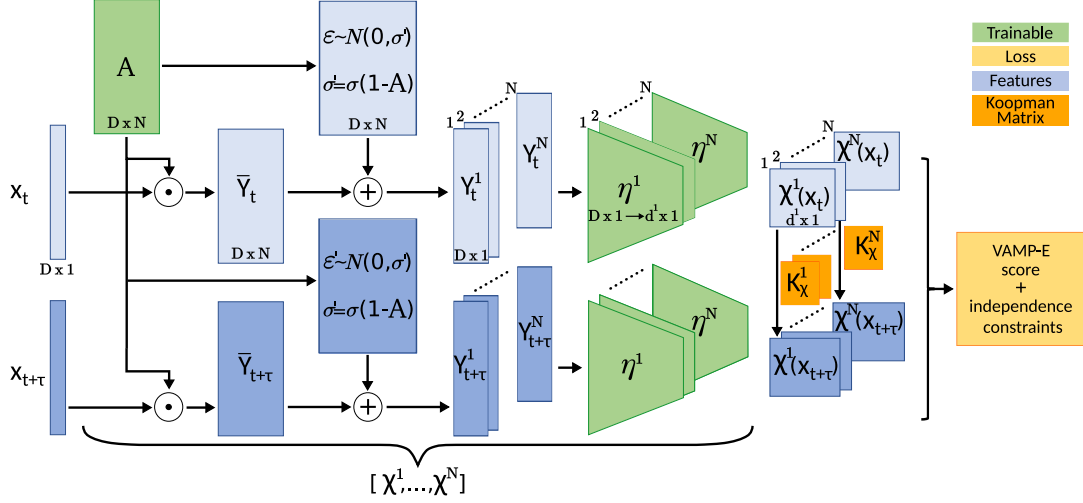 A
D x N
ε~N(0,σ')
σ'=σ(1-A)
D x N
Trainable
Loss
Features
Koopman
Matrix
x_t
D x 1
Ȳ_t
D x N
1 2
N
Y_t^1
D x 1
Y_t^N
1 2
N
η^1
D x 1→d^1 x 1
η^N
1 2
N
χ^1(x_t)
d^1 x 1
χ^N(x_t)
K_χ^1
K_χ^N
VAMP-E
score
+
independence
constraints
x_{t+τ}
ε'~N(0,σ')
σ'=σ(1-A)
Ȳ_{t+τ}
Y_{t+τ}^1
Y_{t+τ}^N
η^1
η^N
χ^1(x_{t+τ})
χ^N(x_{t+τ})
[ χ^1,...,χ^N]